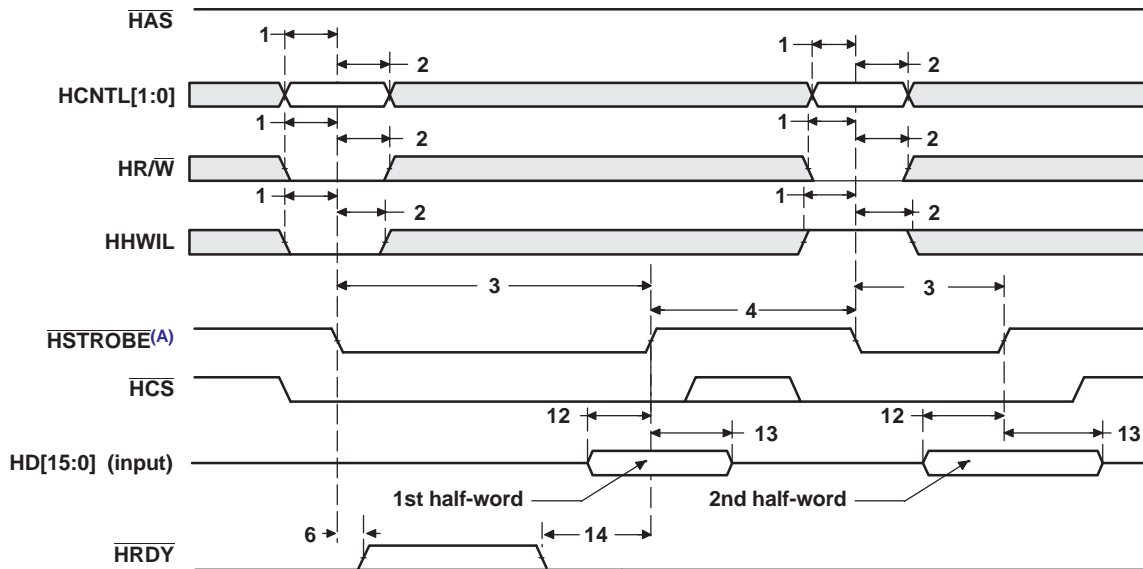 HAS
1
2
1
2
HCNTL[1:0]
1
2
1
2
HR/W
1
2
1
2
HHWIL
3
4
3
HSTROBE(A)
HCS
12
13
12
13
HD[15:0] (input)
1st half-word
2nd half-word
6
14
HRDY